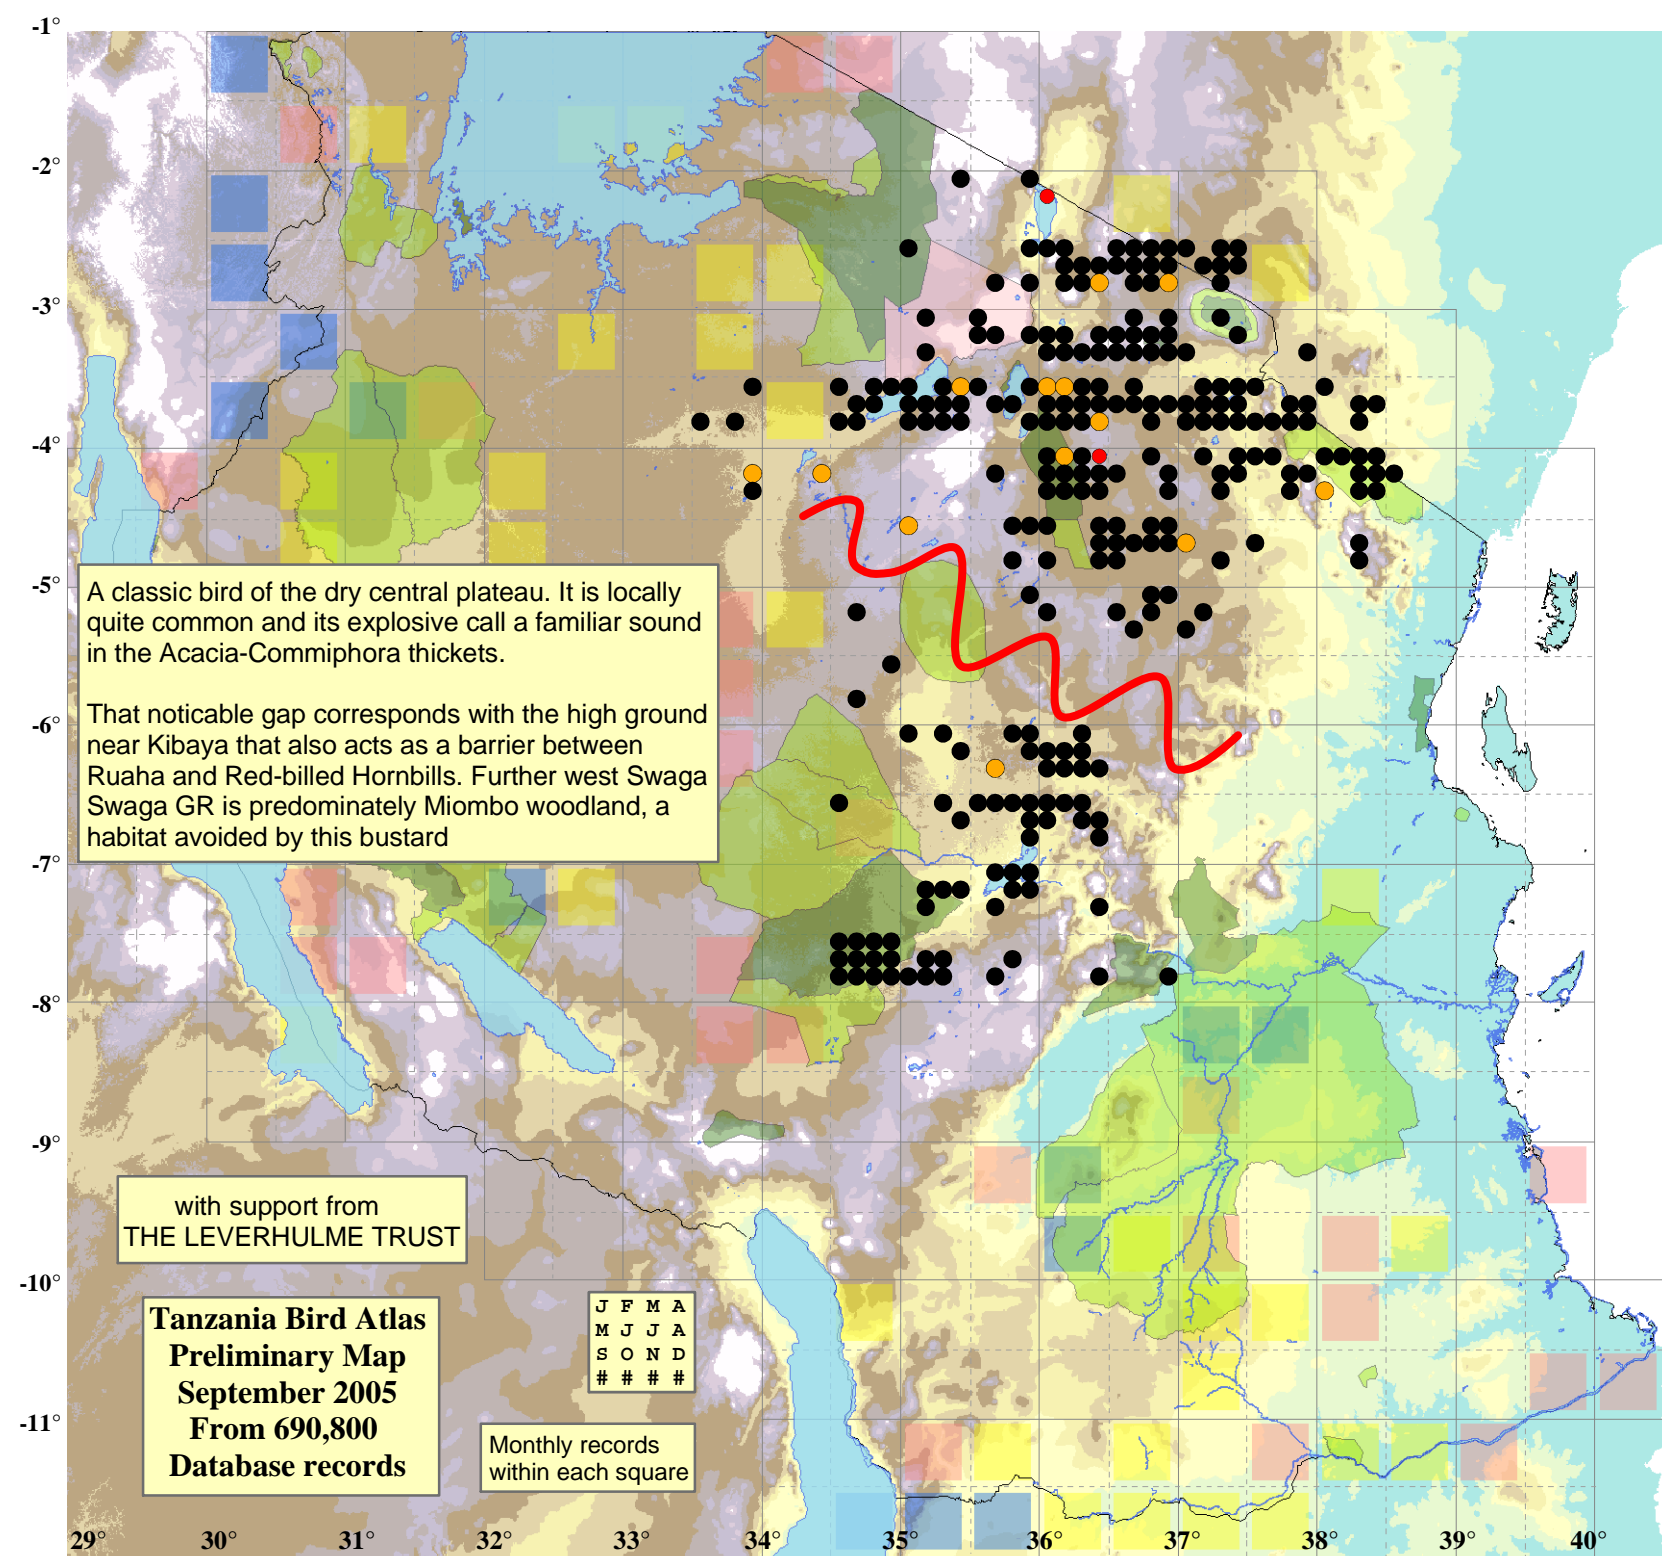 -1°
-2°
-3°
-4°
-5°
-6°
-7°
-8°
-9°
-10°
-11°
A classic bird of the dry central plateau. It is locally
quite common and its explosive call a familiar sound
in the Acacia-Commiphora thickets.
That noticable gap corresponds with the high ground
near Kibaya that also acts as a barrier between
Ruaha and Red-billed Hornbills. Further west Swaga
Swaga GR is predominately Miombo woodland, a
habitat avoided by this bustard
with support from
THE LEVERHULME TRUST
Tanzania Bird Atlas
Preliminary Map
September 2005
From 690,800
Database records
J F M A
M J J A
S O N D
# # # #
Monthly records
within each square
29° 30° 31° 32° 33° 34° 35° 36° 37° 38° 39° 40°